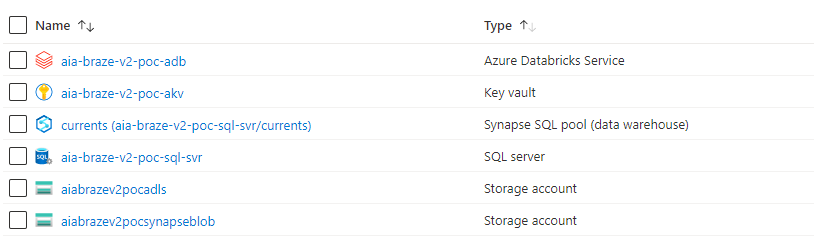 Name Type
aia-braze-v2-poc-adb Azure Databricks Service
aia-braze-v2-poc-akv Key vault
currents (aia-braze-v2-poc-sql-svr/currents) Synapse SQL pool (data warehouse)
SQL aia-braze-v2-poc-sql-svr SQL server
aiabrazev2pocadls Storage account
aiabrazev2pocsynapseblob Storage account